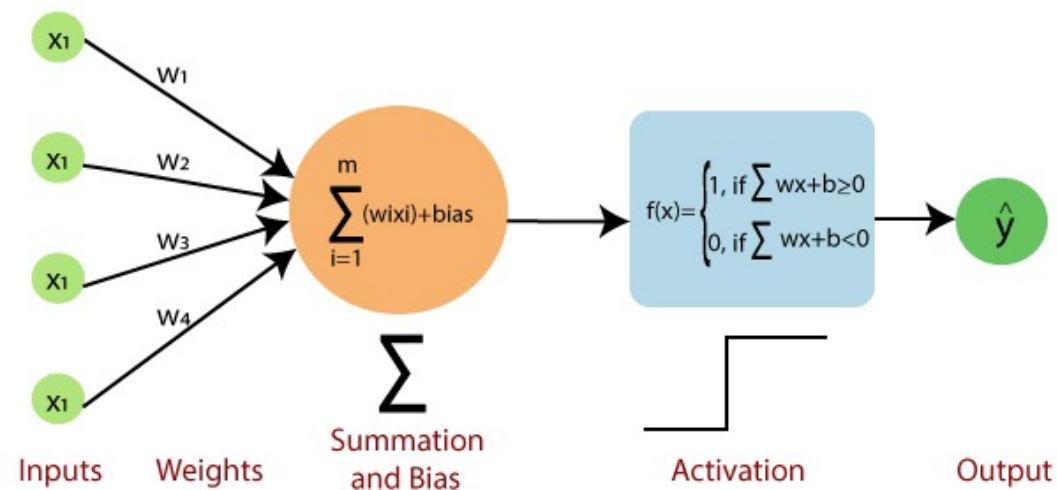 x₁
w₁
x₁
w₂
x₁
w₃
x₁
w₄
m
∑(wixi)+bias
i=1
f(x)={
1, if ∑ wx+b≥0
0, if ∑ wx+b<0
ŷ
∑
Inputs
Weights
Summation
and Bias
Activation
Output